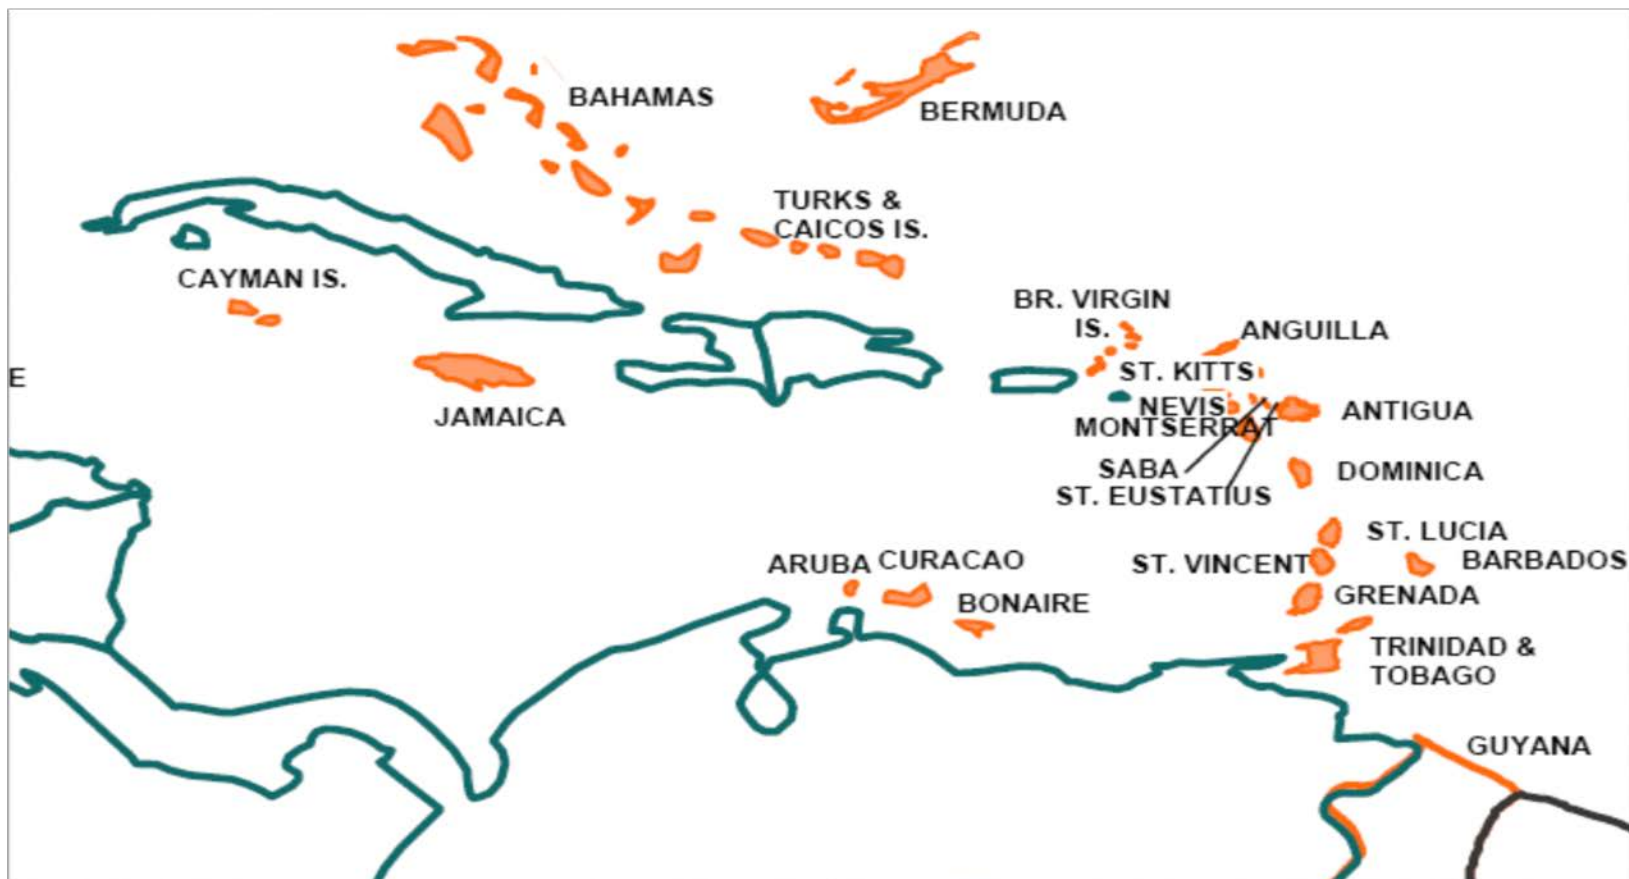 BAHAMAS
BERMUDA
TURKS &
CAICOS IS.
CAYMAN IS.
BR. VIRGIN
IS.
ANGUILLA
E
ST. KITTS
JAMAICA
NEVIS
ANTIGUA
MONTSERRAT
SABA
DOMINICA
ST. EUSTATIUS
ST. LUCIA
ARUBA
CURACAO
ST. VINCENT
BARBADOS
BONAIRE
GRENADA
TRINIDAD &
TOBAGO
GUYANA